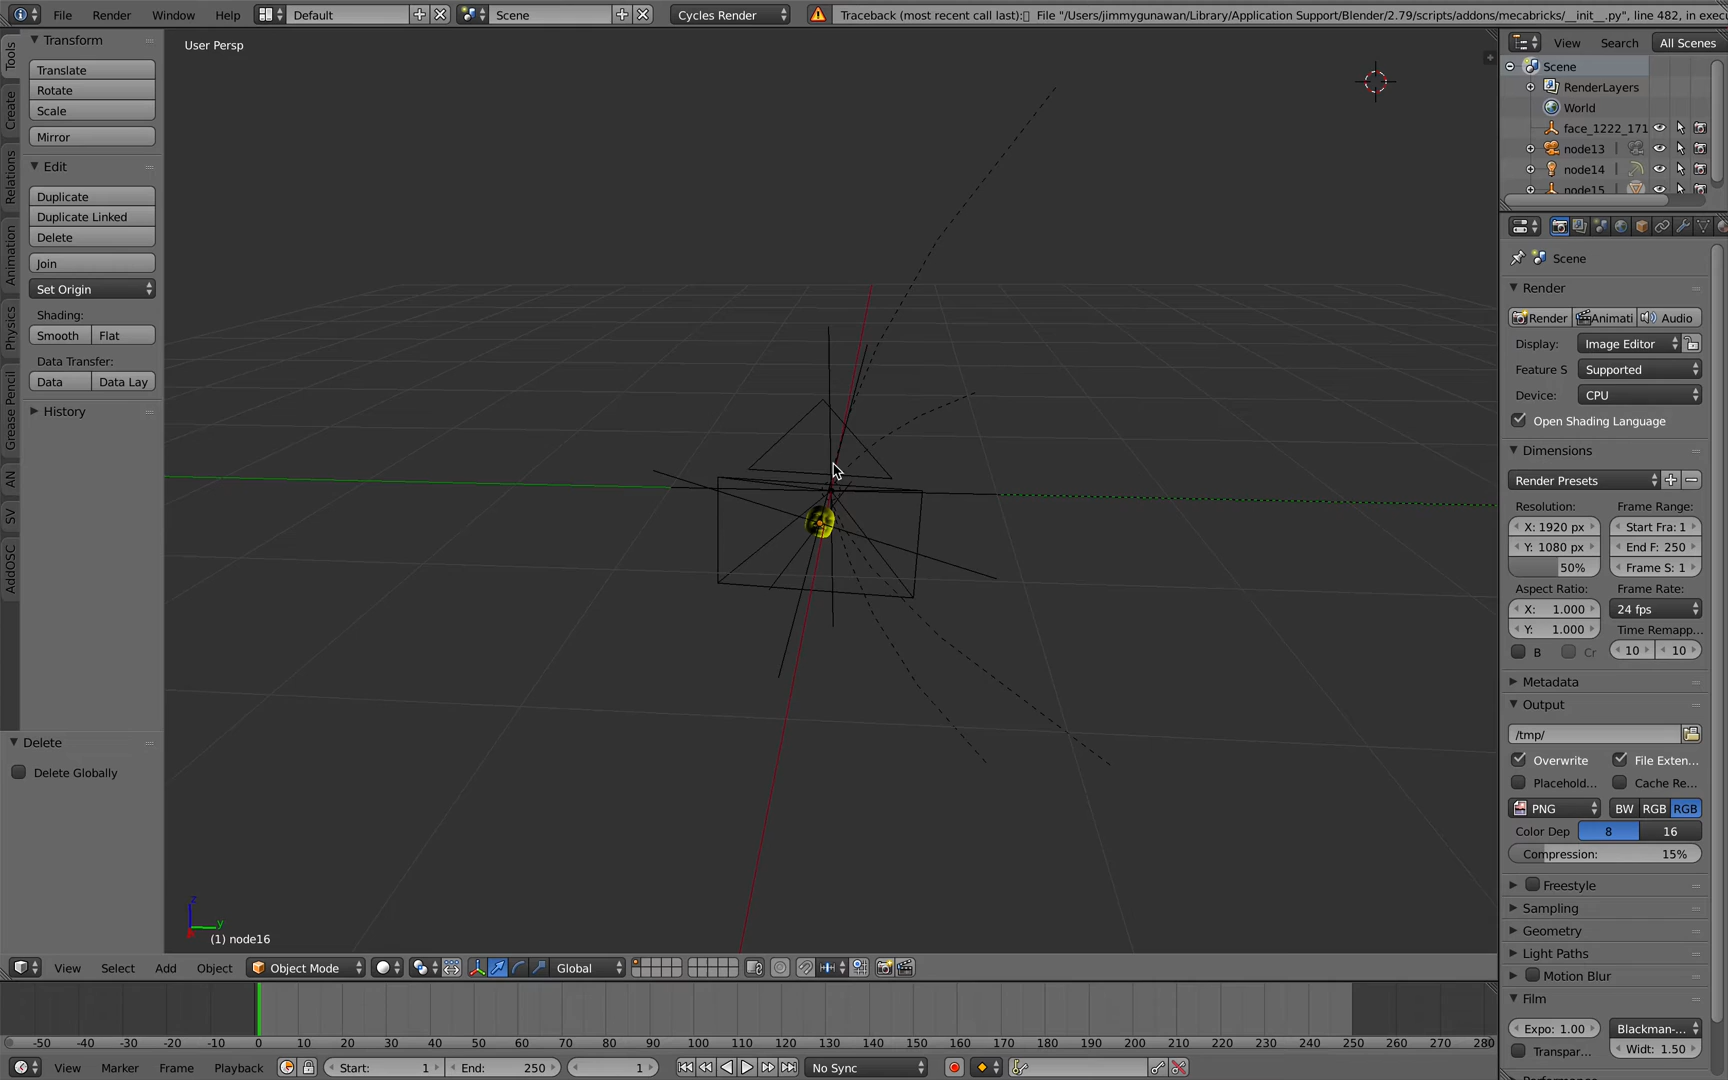 File Render Window Help Default Scene Cycles Render Traceback (most recent call last): File "/Users/jimmygunawan/Library/Application Support/Blender/2.79/scripts/addons/mecabricks/__init__.py", line 482, in exec
Tools
Create
Relations
Animation
Physics
Grease Pencil
AN
SV
AddOSC
Transform
Translate
Rotate
Scale
Mirror
Edit
Duplicate
Duplicate Linked
Delete
Join
Set Origin
Shading:
Smooth Flat
Data Transfer:
Data Data Lay
History
Delete
Delete Globally
User Persp
z
y
(1) node16
View Select Add Object Object Mode Global
-50 -40 -30 -20 -10 0 10 20 30 40 50 60 70 80 90 100 110 120 130 140 150 160 170 180 190 200 210 220 230 240 250 260 270 280
View Marker Frame Playback Start: 1 End: 250 1 No Sync
View Search All Scenes
Scene
RenderLayers
World
face_1222_171
node13
node14
node15
Scene
Render
Render Animati Audio
Display: Image Editor
Feature S Supported
Device: CPU
Open Shading Language
Dimensions
Render Presets
Resolution: Frame Range:
X: 1920 px Start Fra: 1
Y: 1080 px End F: 250
50% Frame S: 1
Aspect Ratio: Frame Rate:
X: 1.000 24 fps
Y: 1.000 Time Remapp...
B Cr 10 10
Metadata
Output
/tmp/
Overwrite File Exten...
Placehold... Cache Re...
PNG BW RGB RGB
Color Dep 8 16
Compression: 15%
Freestyle
Sampling
Geometry
Light Paths
Motion Blur
Film
Expo: 1.00 Blackman-...
Transpar... Widt: 1.50